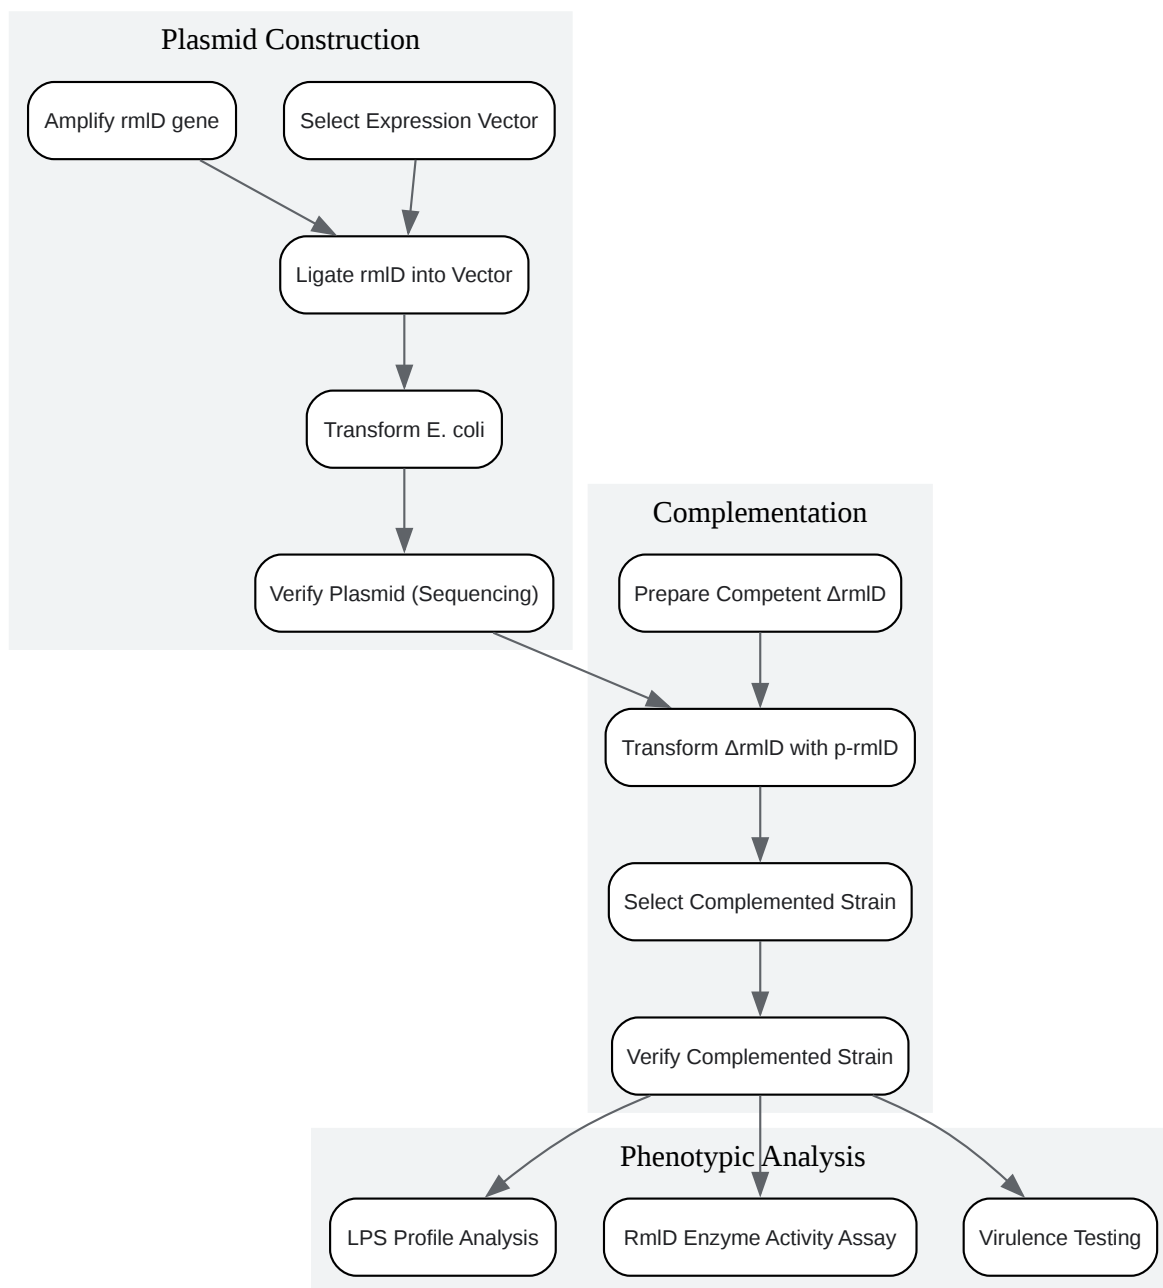 Plasmid Construction
Amplify rmlD gene
Select Expression Vector
Ligate rmlD into Vector
Transform E. coli
Verify Plasmid (Sequencing)
Complementation
Prepare Competent ΔrmlD
Transform ΔrmlD with p-rmlD
Select Complemented Strain
Verify Complemented Strain
Phenotypic Analysis
LPS Profile Analysis
RmlD Enzyme Activity Assay
Virulence Testing